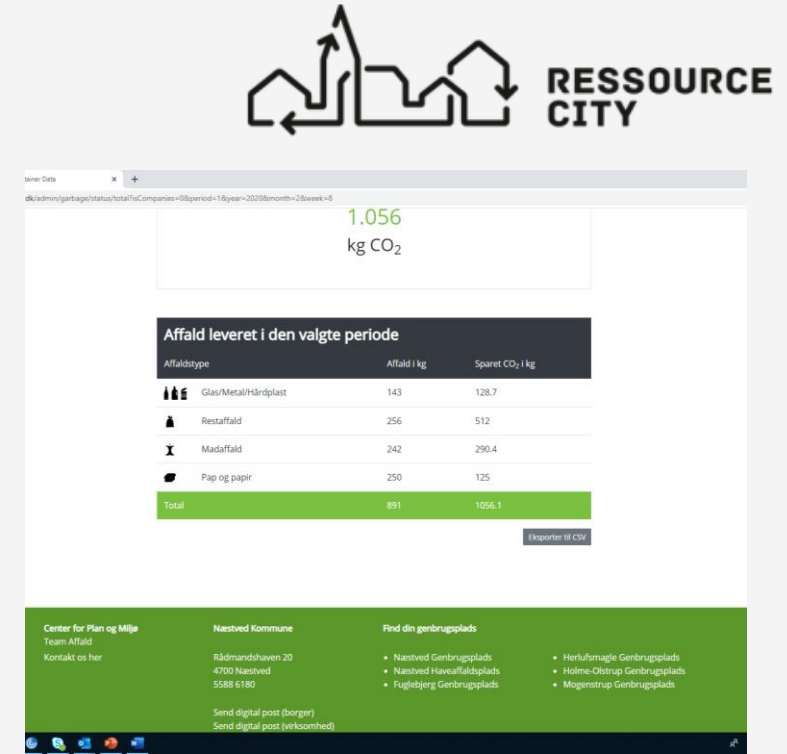 RESSOURCE
CITY
tainer Data
dk/admin/garbage/status/total?isCompanies=0&period=1&year=2020&month=2&week=8
1.056
kg CO2
Affald leveret i den valgte periode
Affaldstype Affald i kg Sparet CO2 i kg
Glas/Metal/Hårdplast 143 128.7
Restaffald 256 512
Madaffald 242 290.4
Pap og papir 250 125
Total 891 1056.1
Eksporter til CSV
Center for Plan og Miljø
Team Affald
Kontakt os her
Næstved Kommune
Rådmandshaven 20
4700 Næstved
5588 6180
Send digital post (borger)
Send digital post (virksomhed)
Find din genbrugsplads
• Næstved Genbrugsplads
• Næstved Haveaffaldsplads
• Fuglebjerg Genbrugsplads
• Herlufsmagle Genbrugsplads
• Holme-Olstrup Genbrugsplads
• Mogenstrup Genbrugsplads